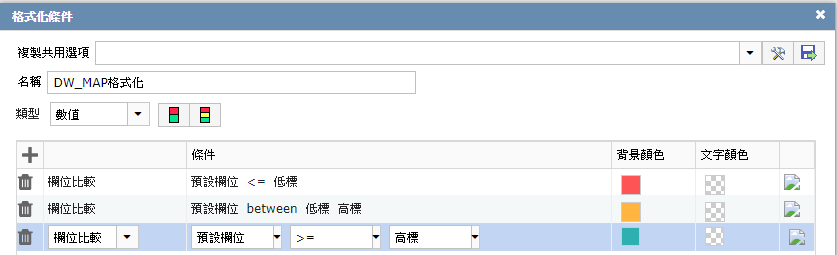 格式化條件
複製共用選項
名稱 DW_MAP格式化
類型 數值
條件 背景顏色 文字顏色
欄位比較 預設欄位 <= 低標
欄位比較 預設欄位 between 低標 高標
欄位比較 預設欄位 >= 高標